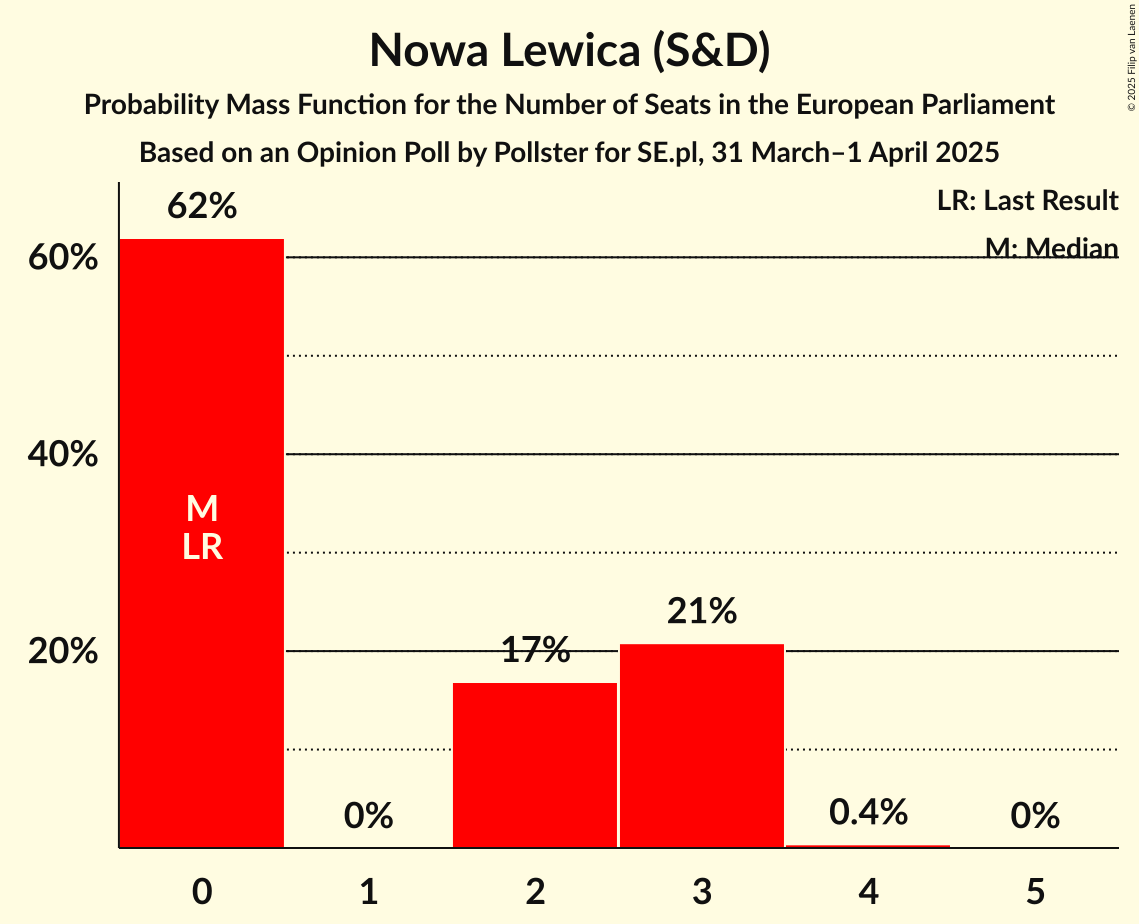 Nowa Lewica (S&D)
Probability Mass Function for the Number of Seats in the European Parliament
Based on an Opinion Poll by Pollster for SE.pl, 31 March–1 April 2025
© 2025 Filip van Laenen
LR: Last Result
M: Median
62%
60%
40%
20%
M
LR
0%
17%
21%
0.4%
0%
0
1
2
3
4
5